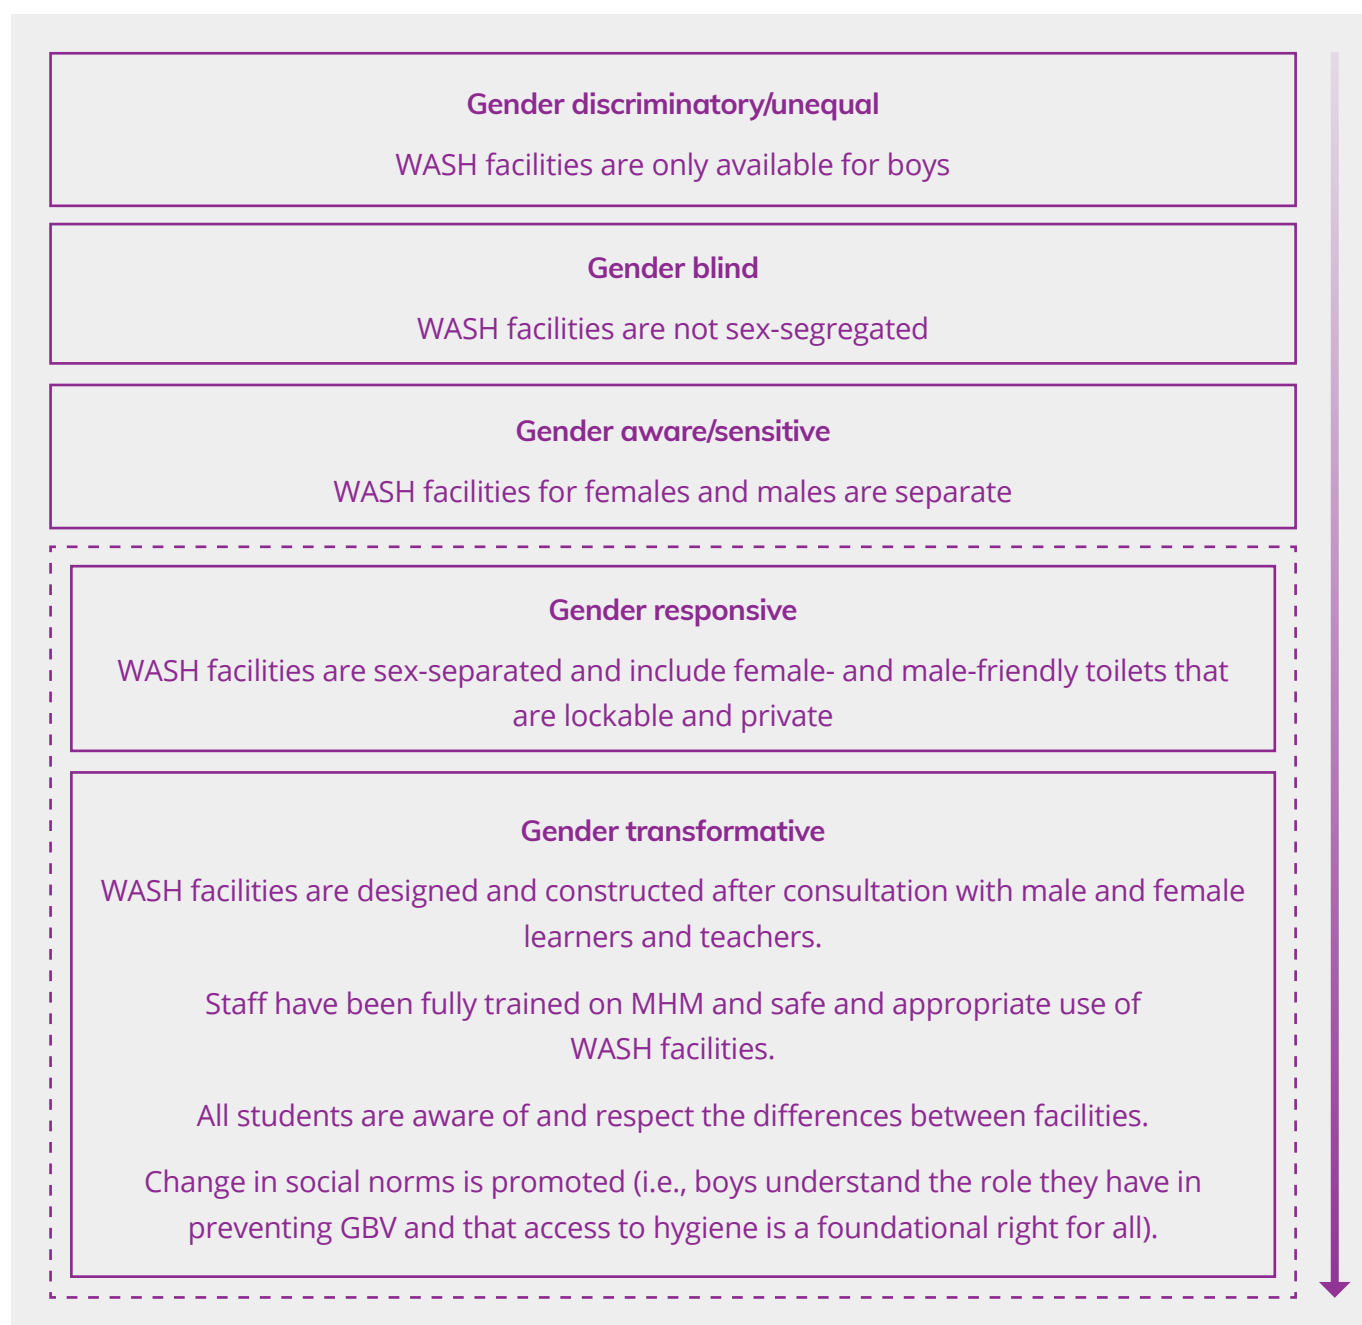 Gender discriminatory/unequal
WASH facilities are only available for boys
Gender blind
WASH facilities are not sex-segregated
Gender aware/sensitive
WASH facilities for females and males are separate
Gender responsive
WASH facilities are sex-separated and include female- and male-friendly toilets that
are lockable and private
Gender transformative
WASH facilities are designed and constructed after consultation with male and female
learners and teachers.
Staff have been fully trained on MHM and safe and appropriate use of
WASH facilities.
All students are aware of and respect the differences between facilities.
Change in social norms is promoted (i.e., boys understand the role they have in
preventing GBV and that access to hygiene is a foundational right for all).